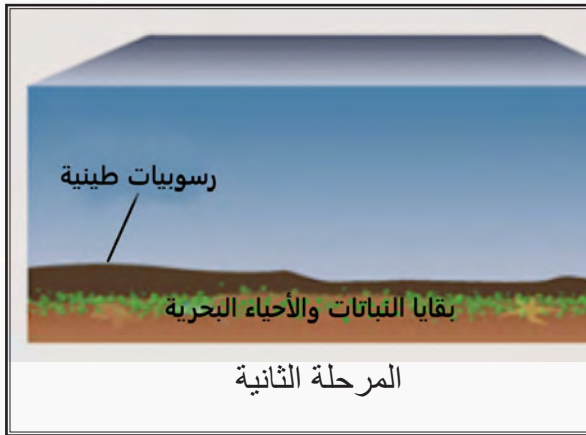 رسوبيات طينية
بقايا النباتات والأحياء البحرية
المرحلة الثانية